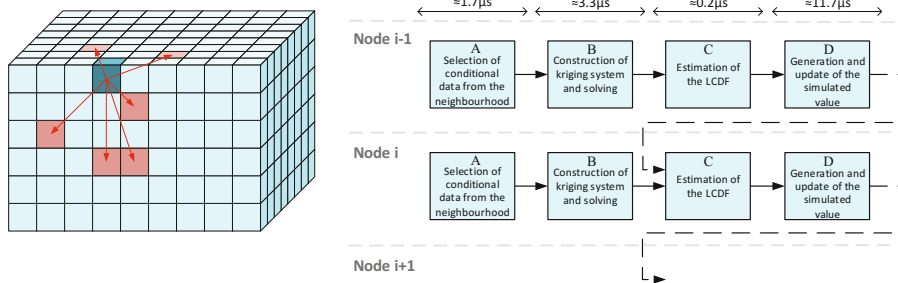 ≈1.7µs ≈3.3µs ≈0.2µs ≈11.7µs
Node i-1
A
Selection of
conditional
data from the
neighbourhood
B
Construction of
kriging system
and solving
C
Estimation of
the LCDF
D
Generation and
update of the
simulated
value
Node i
A
Selection of
conditional
data from the
neighbourhood
B
Construction of
kriging system
and solving
C
Estimation of
the LCDF
D
Generation and
update of the
simulated
value
Node i+1